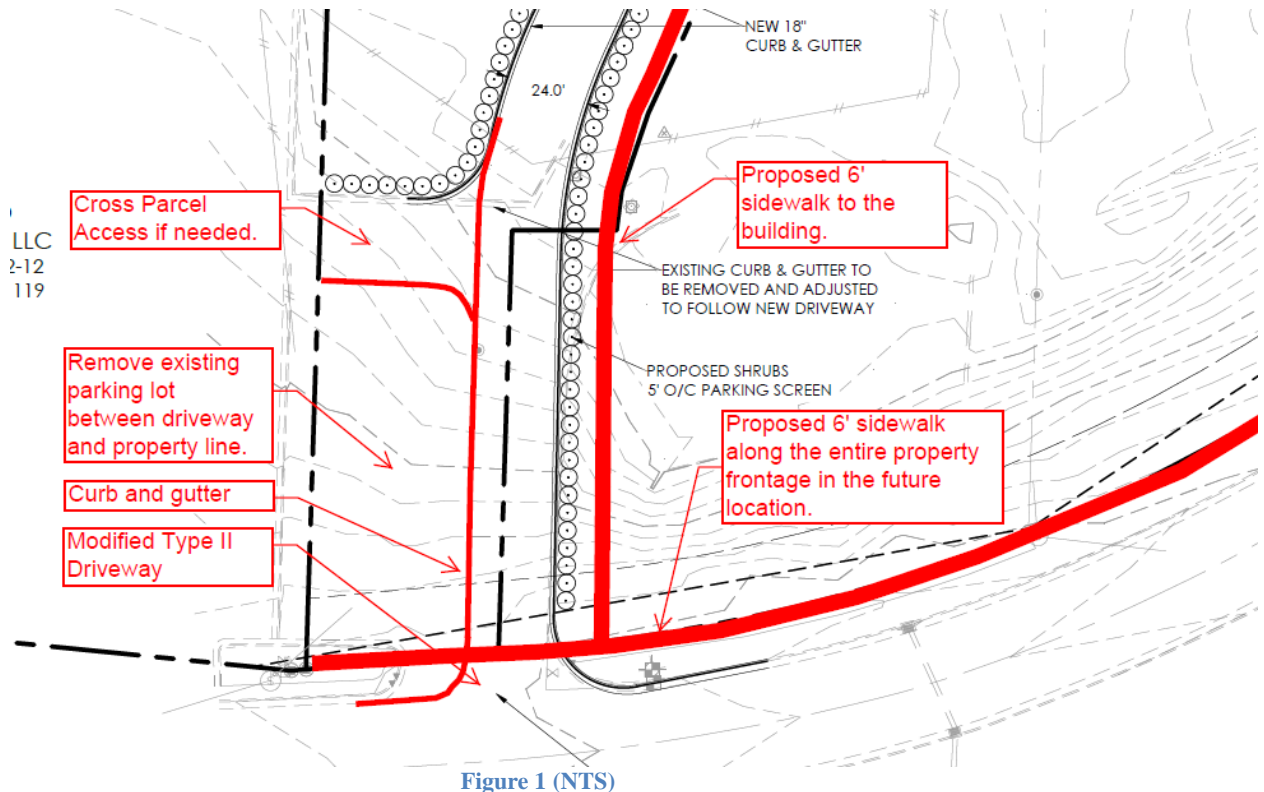 NEW 18"
CURB & GUTTER
24.0'
Proposed 6'
sidewalk to the
building.
Cross Parcel
Access if needed.
LLC
2-12
119
EXISTING CURB & GUTTER TO
BE REMOVED AND ADJUSTED
TO FOLLOW NEW DRIVEWAY
Remove existing
parking lot
between driveway
and property line.
PROPOSED SHRUBS
5' O/C PARKING SCREEN
Proposed 6' sidewalk
along the entire property
frontage in the future
location.
Curb and gutter
Modified Type II
Driveway
Figure 1 (NTS)